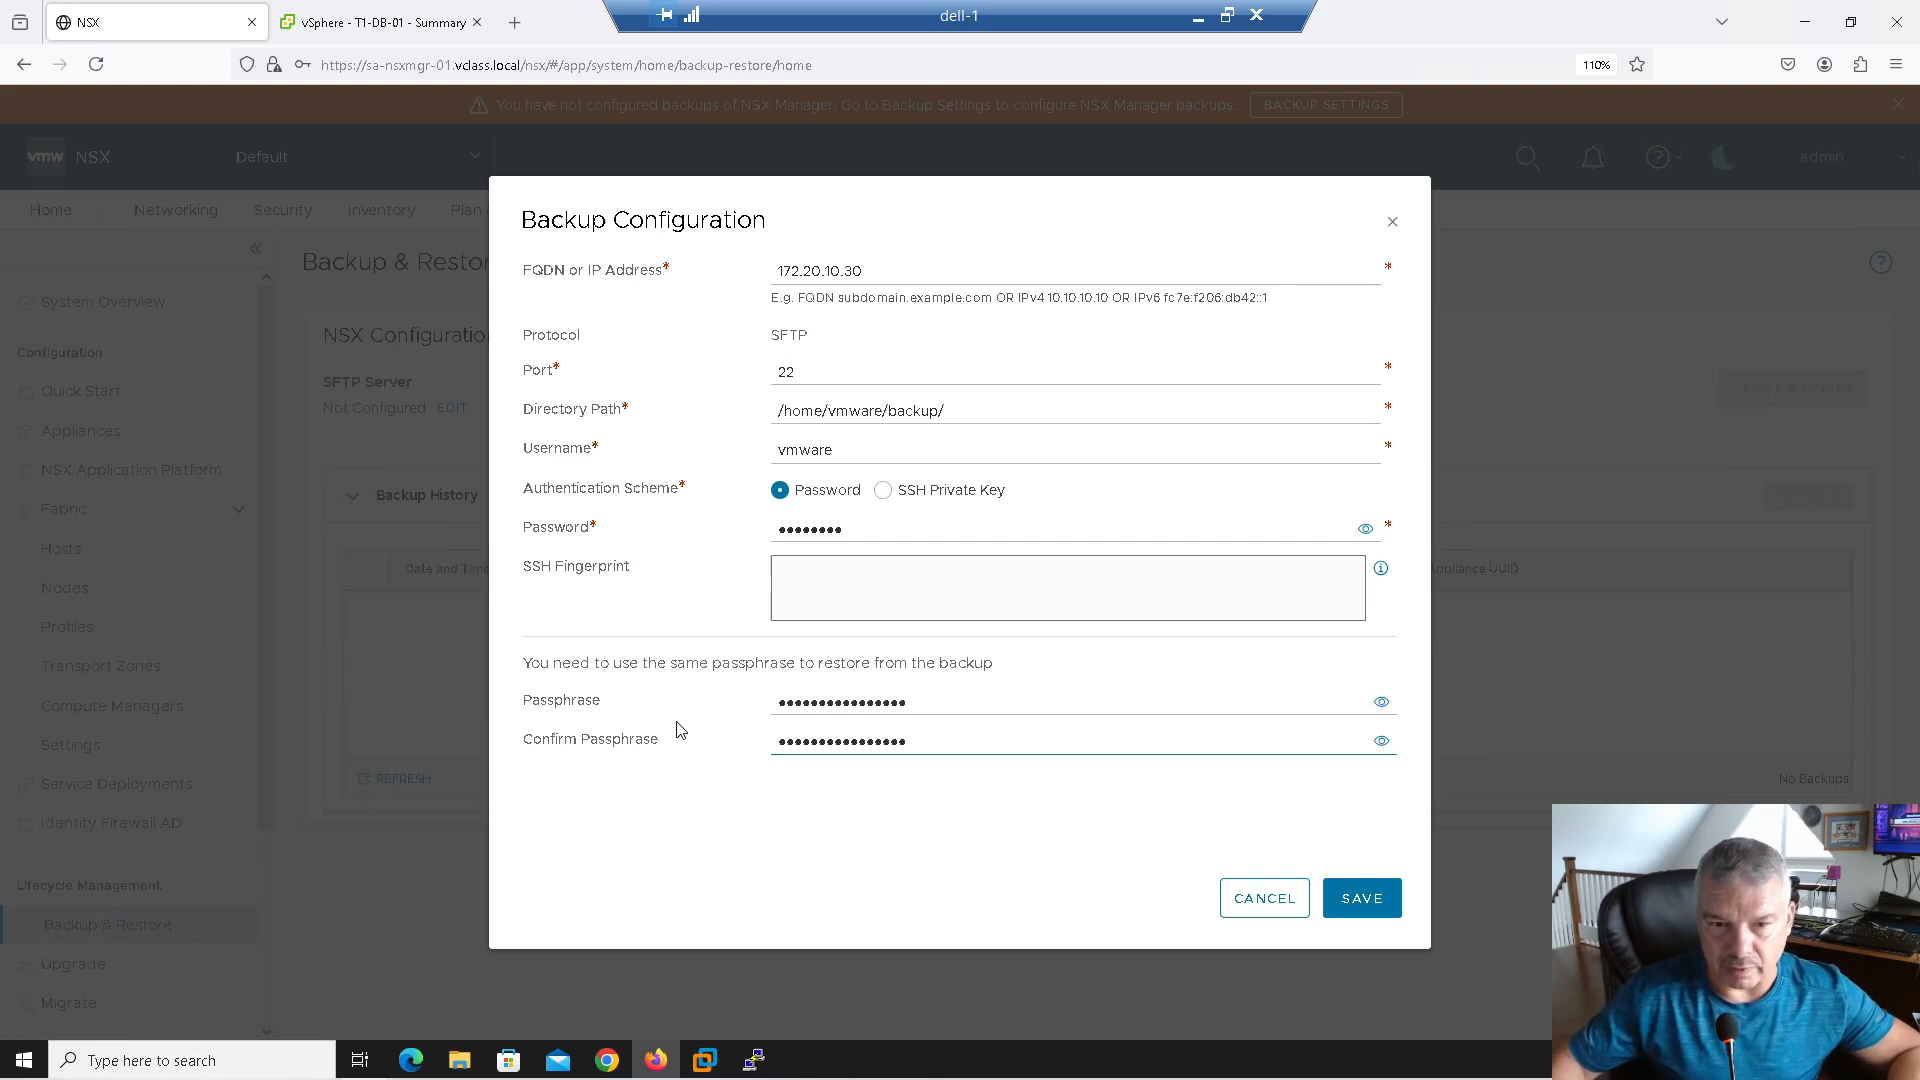 NSX
vSphere - T1-DB-01 - Summary
dell-1
https://sa-nsxmgr-01.vclass.local/nsx/#/app/system/home/backup-restore/home
110%
You have not configured backups of NSX Manager. Go to Backup Settings to configure NSX Manager backups.
BACKUP SETTINGS
vmw NSX
Default
admin
Home
Networking
Security
Inventory
Plan
Backup & Resto
System Overview
NSX Configuratio
Configuration
SFTP Server
Quick Start
Not Configured EDIT
Appliances
NSX Application Platform
Backup History
Fabric
Hosts
Date and Time
Appliance UUID
Nodes
Profiles
Transport Zones
Compute Managers
Settings
REFRESH
No Backups
Service Deployments
Identity Firewall AD
Lifecycle Management
Backup & Restore
Upgrade
Migrate
Backup Configuration
FQDN or IP Address*
172.20.10.30 *
E.g. FQDN subdomain.example.com OR IPv4 10.10.10.10 OR IPv6 fc7e:f206:db42::1
Protocol
SFTP
Port*
22 *
Directory Path*
/home/vmware/backup/ *
Username*
vmware *
Authentication Scheme*
Password
SSH Private Key
Password*
•••••••• *
SSH Fingerprint
You need to use the same passphrase to restore from the backup
Passphrase
••••••••••••••••
Confirm Passphrase
••••••••••••••••
CANCEL
SAVE
Type here to search